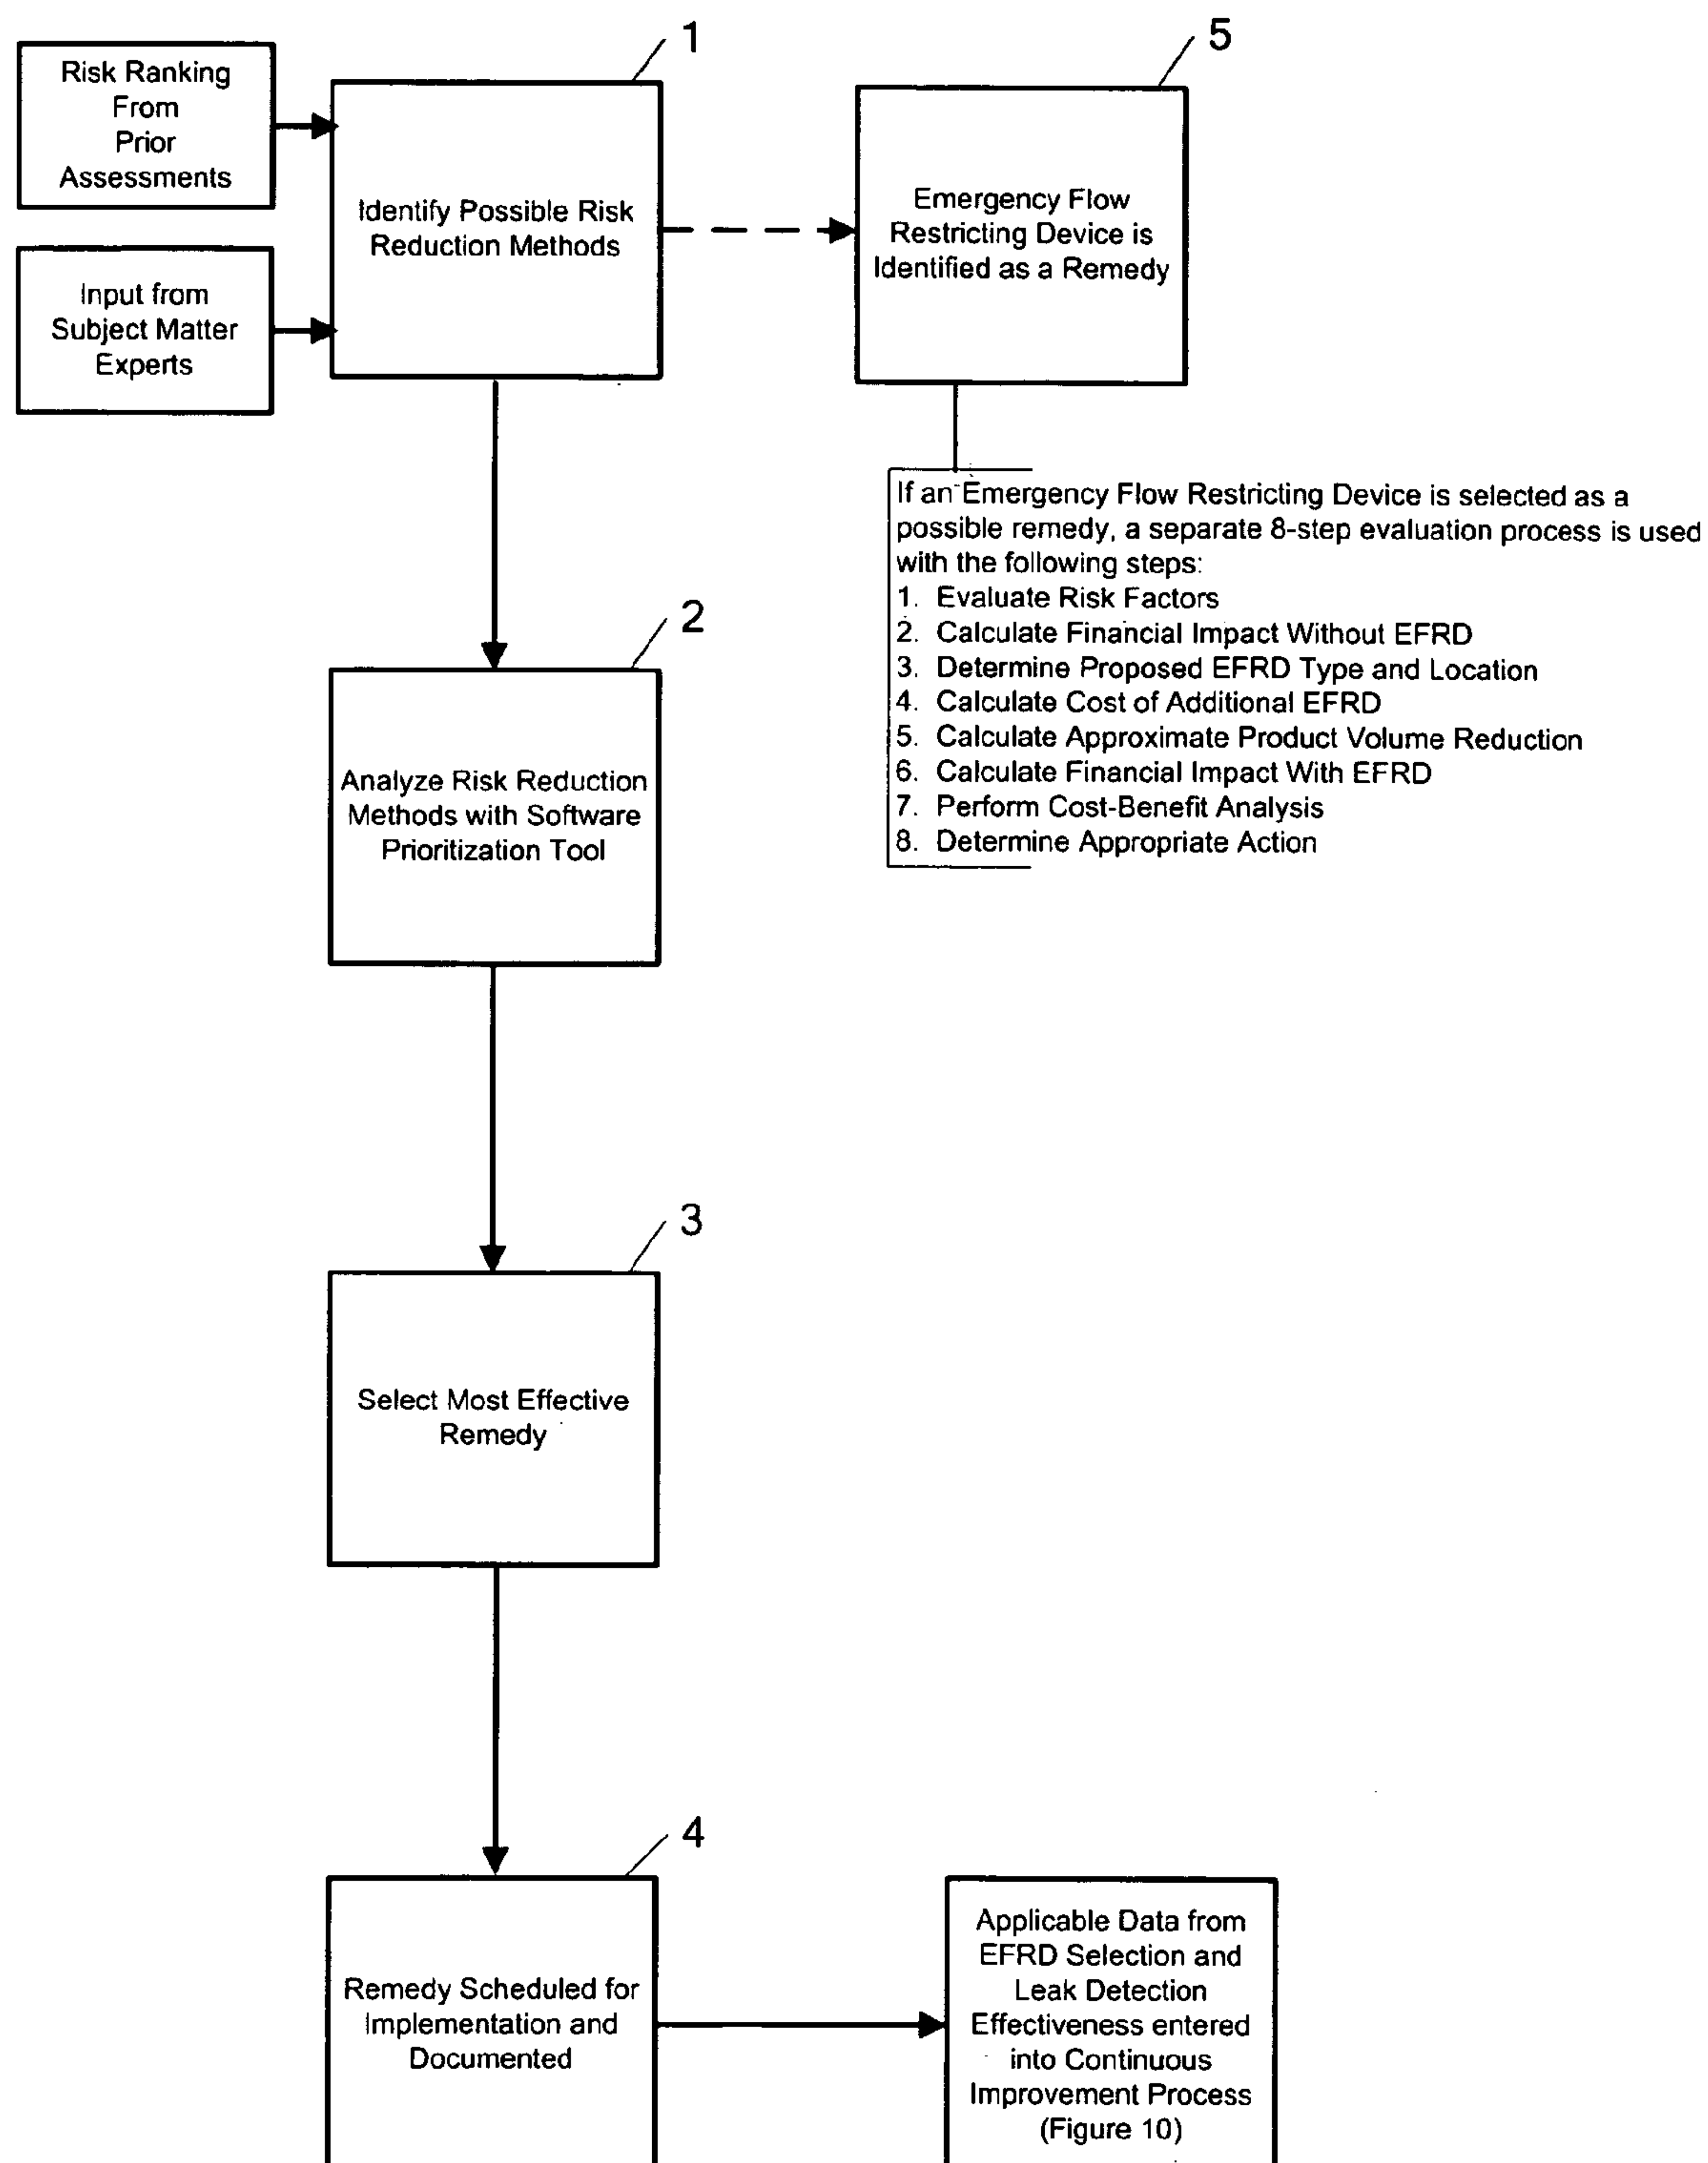 1
5
Risk Ranking
From
Prior
Assessments
Identify Possible Risk
Reduction Methods
Emergency Flow
Restricting Device is
Identified as a Remedy
Input from
Subject Matter
Experts
If an Emergency Flow Restricting Device is selected as a
possible remedy, a separate 8-step evaluation process is used
with the following steps:
1. Evaluate Risk Factors
2. Calculate Financial Impact Without EFRD
3. Determine Proposed EFRD Type and Location
4. Calculate Cost of Additional EFRD
5. Calculate Approximate Product Volume Reduction
6. Calculate Financial Impact With EFRD
7. Perform Cost-Benefit Analysis
8. Determine Appropriate Action
2
Analyze Risk Reduction
Methods with Software
Prioritization Tool
3
Select Most Effective
Remedy
4
Remedy Scheduled for
Implementation and
Documented
Applicable Data from
EFRD Selection and
Leak Detection
Effectiveness entered
into Continuous
Improvement Process
(Figure 10)